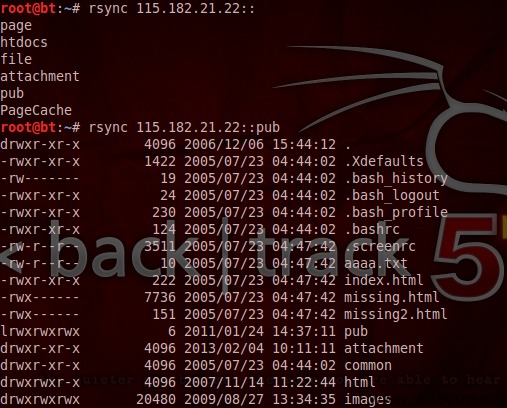 root@bt:~# rsync 115.182.21.22::
page
htdocs
file
attachment
pub
PageCache
root@bt:~# rsync 115.182.21.22::pub
drwxr-xr-x 4096 2006/12/06 15:44:12 .
-rwxr-xr-x 1422 2005/07/23 04:44:02 .Xdefaults
-rw------- 19 2005/07/23 04:44:02 .bash_history
-rwxr-xr-x 24 2005/07/23 04:44:02 .bash_logout
-rwxr-xr-x 230 2005/07/23 04:44:02 .bash_profile
-rwxr-xr-x 124 2005/07/23 04:44:02 .bashrc
-rw-r--r-- 3511 2005/07/23 04:44:02 .screenrc
-rw-r--r-- 10 2005/07/23 04:47:42 aaaa.txt
-rwxr-xr-x 222 2005/07/23 04:47:42 index.html
-rwx------ 7736 2005/07/23 04:47:42 missing.html
-rwx------ 151 2005/07/23 04:47:42 missing2.html
lrwxrwxrwx 6 2011/01/24 14:37:11 pub
drwxr-xr-x 4096 2013/02/04 10:11:11 attachment
drwxr-xr-x 4096 2005/07/23 04:44:02 common
drwxrwxr-x 4096 2007/11/14 11:22:44 html
drwxrwxrwx 20480 2009/08/27 13:34:35 images
<< back | track 5
able to hear